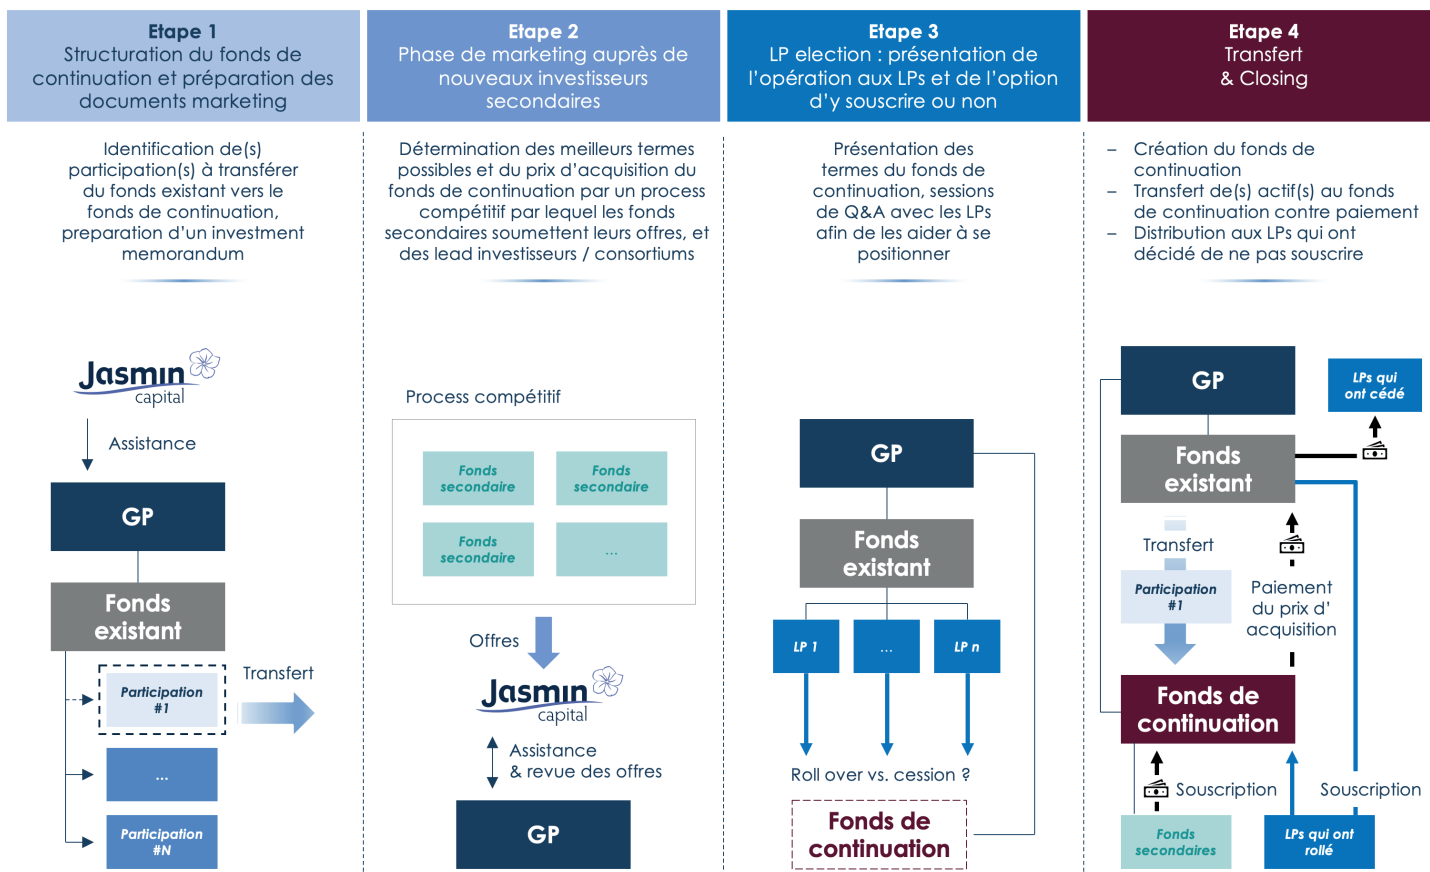 Etape 1
Structuration du fonds de
continuation et préparation des
documents marketing
Identification de(s)
participation(s) à transférer
du fonds existant vers le
fonds de continuation,
preparation d'un investment
memorandum
Jasmin
capital
Assistance
GP
Fonds
existant
Transfert
Participation
#1
...
Participation
#N
Etape 2
Phase de marketing auprès de
nouveaux investisseurs
secondaires
Détermination des meilleurs termes
possibles et du prix d'acquisition du
fonds de continuation par un process
compétitif par lequel les fonds
secondaires soumettent leurs offres, et
des lead investisseurs / consortiums
Process compétitif
Fonds
secondaire
Fonds
secondaire
Fonds
secondaire
...
Offres
Jasmin
capital
Assistance
& revue des offres
GP
Etape 3
LP election : présentation de
l'opération aux LPs et de l'option
d'y souscrire ou non
Présentation des
termes du fonds de
continuation, sessions
de Q&A avec les LPs
afin de les aider à se
positionner
GP
Fonds
existant
LP 1
...
LP n
Roll over vs. cession ?
Fonds de
continuation
Etape 4
Transfert
& Closing
– Création du fonds de
continuation
– Transfert de(s) actif(s) au fonds
de continuation contre paiement
– Distribution aux LPs qui ont
décidé de ne pas souscrire
GP
LPs qui
ont cédé
Fonds
existant
Transfert
Participation
#1
Paiement
du prix d'
acquisition
Fonds de
continuation
Souscription
Souscription
Fonds
secondaires
LPs qui ont
rollé